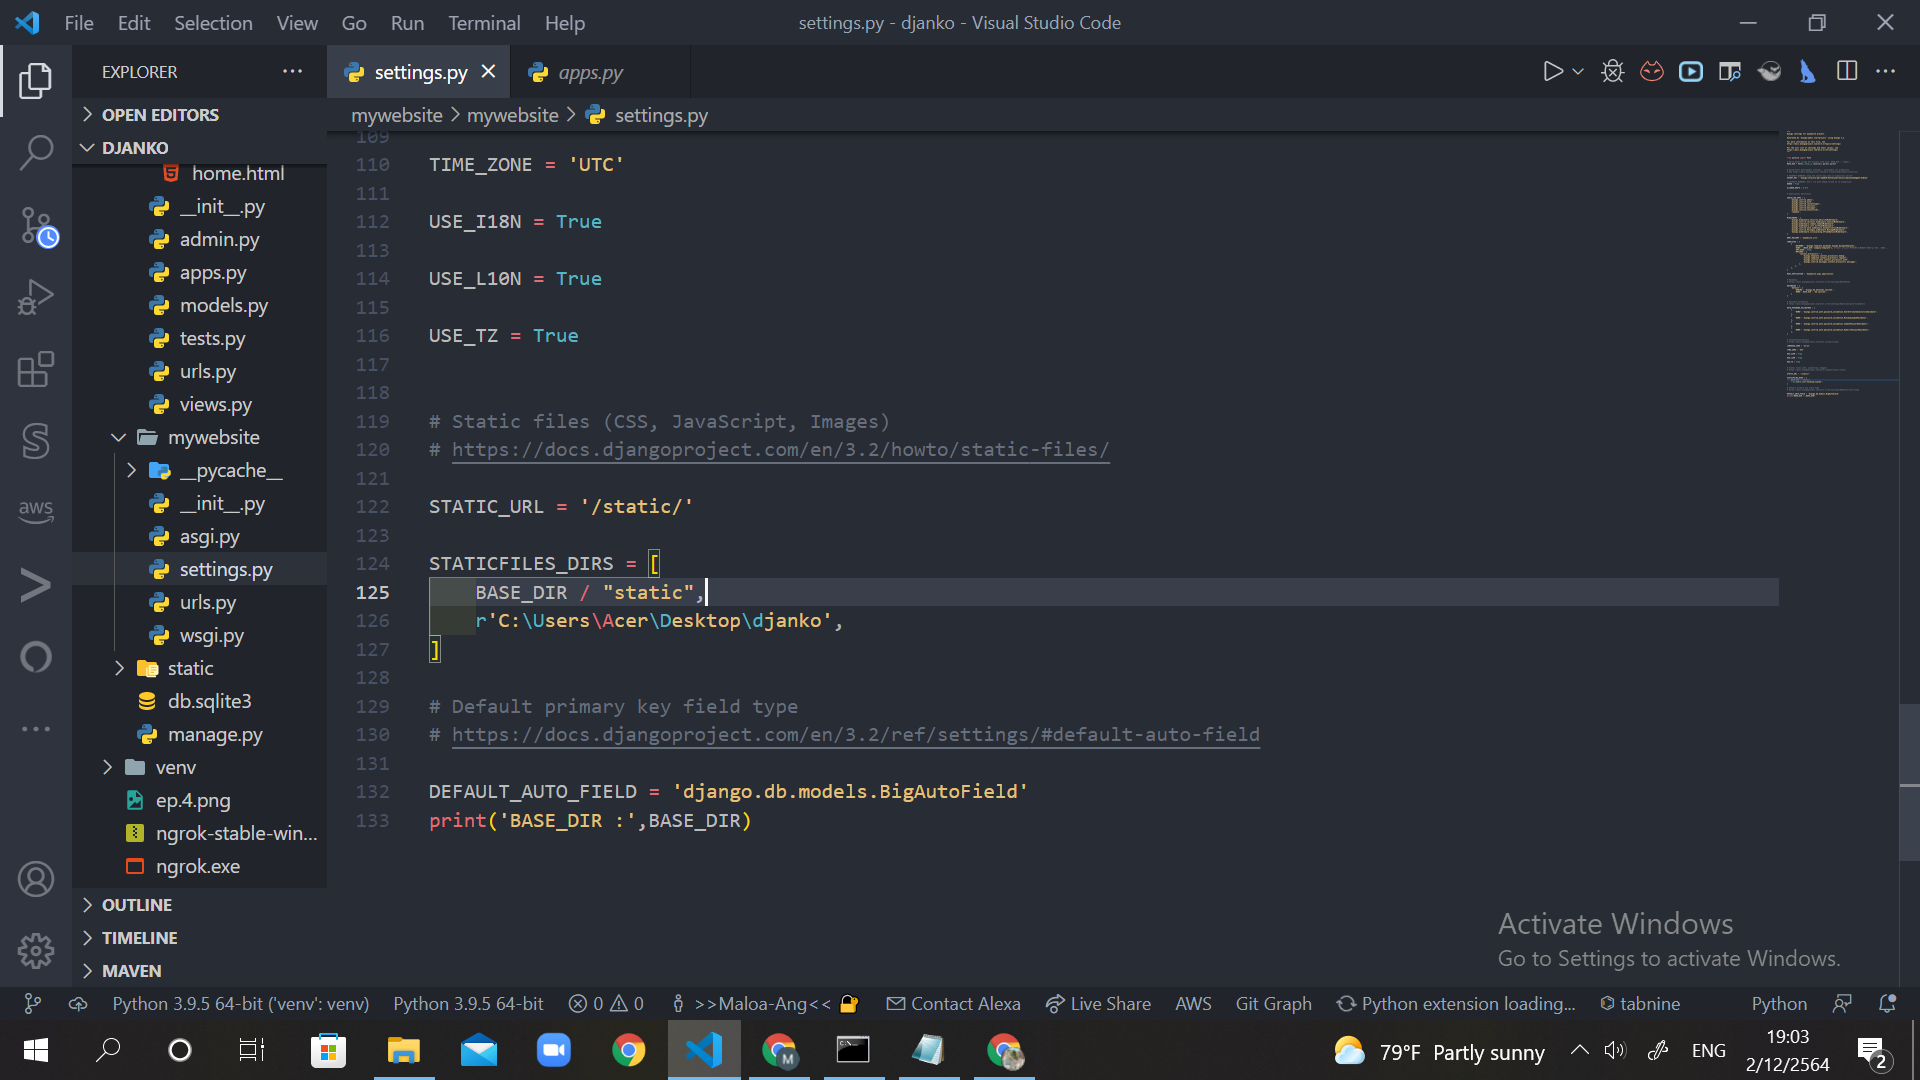 File Edit Selection View Go Run Terminal Help
settings.py - djanko - Visual Studio Code
EXPLORER
settings.py
apps.py
OPEN EDITORS
mywebsite > mywebsite > settings.py
DJANKO
home.html
__init__.py
admin.py
apps.py
models.py
tests.py
urls.py
views.py
mywebsite
__pycache__
__init__.py
asgi.py
settings.py
urls.py
wsgi.py
static
db.sqlite3
manage.py
venv
ep.4.png
ngrok-stable-win...
ngrok.exe
OUTLINE
TIMELINE
MAVEN
aws
109
110 TIME_ZONE = 'UTC'
111
112 USE_I18N = True
113
114 USE_L10N = True
115
116 USE_TZ = True
117
118
119 # Static files (CSS, JavaScript, Images)
120 # https://docs.djangoproject.com/en/3.2/howto/static-files/
121
122 STATIC_URL = '/static/'
123
124 STATICFILES_DIRS = [
125 BASE_DIR / "static",
126 r'C:\Users\Acer\Desktop\djanko',
127 ]
128
129 # Default primary key field type
130 # https://docs.djangoproject.com/en/3.2/ref/settings/#default-auto-field
131
132 DEFAULT_AUTO_FIELD = 'django.db.models.BigAutoField'
133 print('BASE_DIR :',BASE_DIR)
Activate Windows
Go to Settings to activate Windows.
Python 3.9.5 64-bit ('venv': venv) Python 3.9.5 64-bit 0 0 >>Maloa-Ang<< Contact Alexa Live Share AWS Git Graph Python extension loading... tabnine Python
79°F Partly sunny ENG
19:03
2/12/2564
2
M